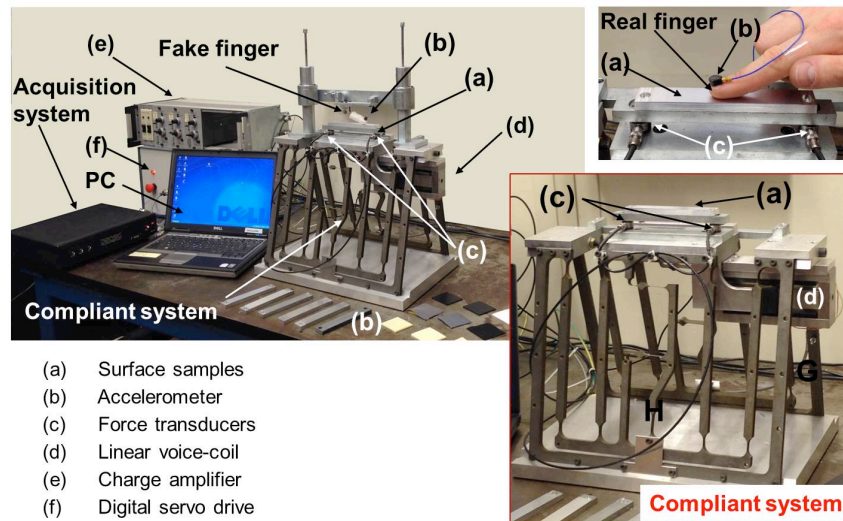 (e)
Fake finger
(b)
(a)
Acquisition
system
(d)
(f)
PC
DELL
(c)
Compliant system
(b)
Real finger
(b)
(a)
(c)
(a)
(c)
(d)
G
H
Compliant system
(a) Surface samples
(b) Accelerometer
(c) Force transducers
(d) Linear voice-coil
(e) Charge amplifier
(f) Digital servo drive